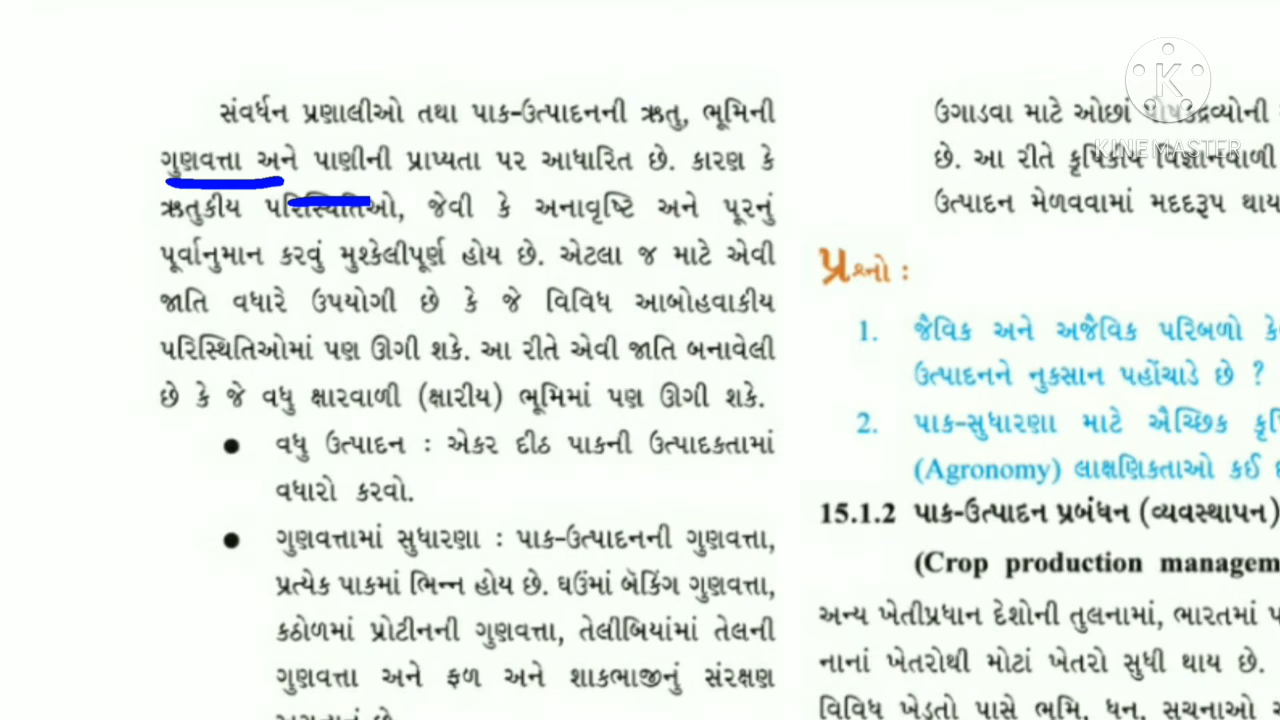 સંવર્ધન પ્રણાલીઓ તથા પાક-ઉત્પાદનની ઋતુ, ભૂમિની
ગુણવત્તા અને પાણીની પ્રાપ્યતા પર આધારિત છે. કારણ કે
ઋતુકીય પરિસ્થિતિઓ, જેવી કે અનાવૃષ્ટિ અને પૂરનું
પૂર્વાનુમાન કરવું મુશ્કેલીપૂર્ણ હોય છે. એટલા જ માટે એવી
જાતિ વધારે ઉપયોગી છે કે જે વિવિધ આબોહવાકીય
પરિસ્થિતિઓમાં પણ ઊગી શકે. આ રીતે એવી જાતિ બનાવેલી
છે કે જે વધુ ક્ષારવાળી (ક્ષારીય) ભૂમિમાં પણ ઊગી શકે.
● વધુ ઉત્પાદન : એકર દીઠ પાકની ઉત્પાદકતામાં
વધારો કરવો.
● ગુણવત્તામાં સુધારણા : પાક-ઉત્પાદનની ગુણવત્તા,
પ્રત્યેક પાકમાં ભિન્ન હોય છે. ઘઉંમાં બૅકિંગ ગુણવત્તા,
કઠોળમાં પ્રોટીનની ગુણવત્તા, તેલીબિયાંમાં તેલની
ગુણવત્તા અને ફળ અને શાકભાજીનું સંરક્ષણ
ઉગાડવા માટે ઓછાં પોષકદ્રવ્યોની
છે. આ રીતે કૃષિકીય વિજ્ઞાનવાળી
ઉત્પાદન મેળવવામાં મદદરૂપ થાય
પ્રશ્નો :
1. જૈવિક અને અજૈવિક પરિબળો કે
ઉત્પાદનને નુકસાન પહોંચાડે છે ?
2. પાક-સુધારણા માટે ઐચ્છિક
(Agronomy) લાક્ષણિકતાઓ કઈ
15.1.2 પાક-ઉત્પાદન પ્રબંધન (વ્યવસ્થાપન)
(Crop production managem
અન્ય ખેતીપ્રધાન દેશોની તુલનામાં, ભારતમાં
નાનાં ખેતરોથી મોટાં ખેતરો સુધી થાય છે.
વિવિધ ખેડૂતો પાસે ભૂમિ, ધન, સૂચનાઓ
K
KINEMASTER